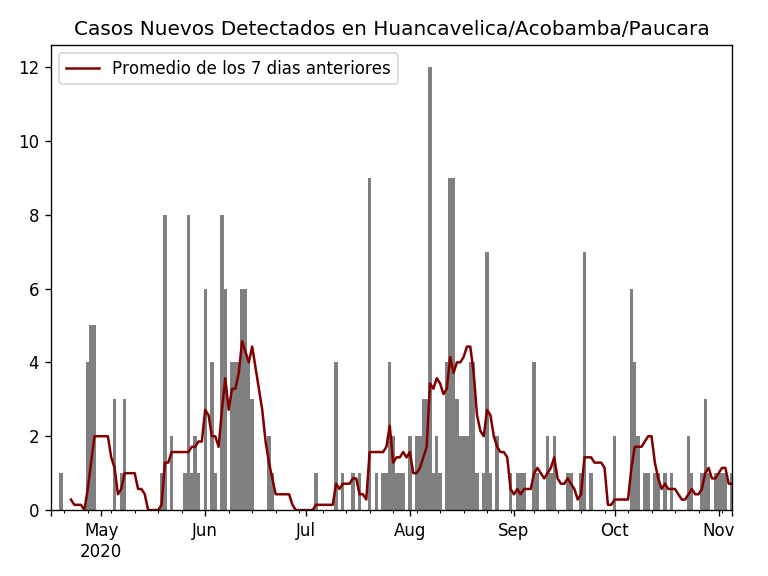 Casos Nuevos Detectados en Huancavelica/Acobamba/Paucara
Promedio de los 7 dias anteriores
12
10
8
6
4
2
0
May Jun Jul Aug Sep Oct Nov
2020